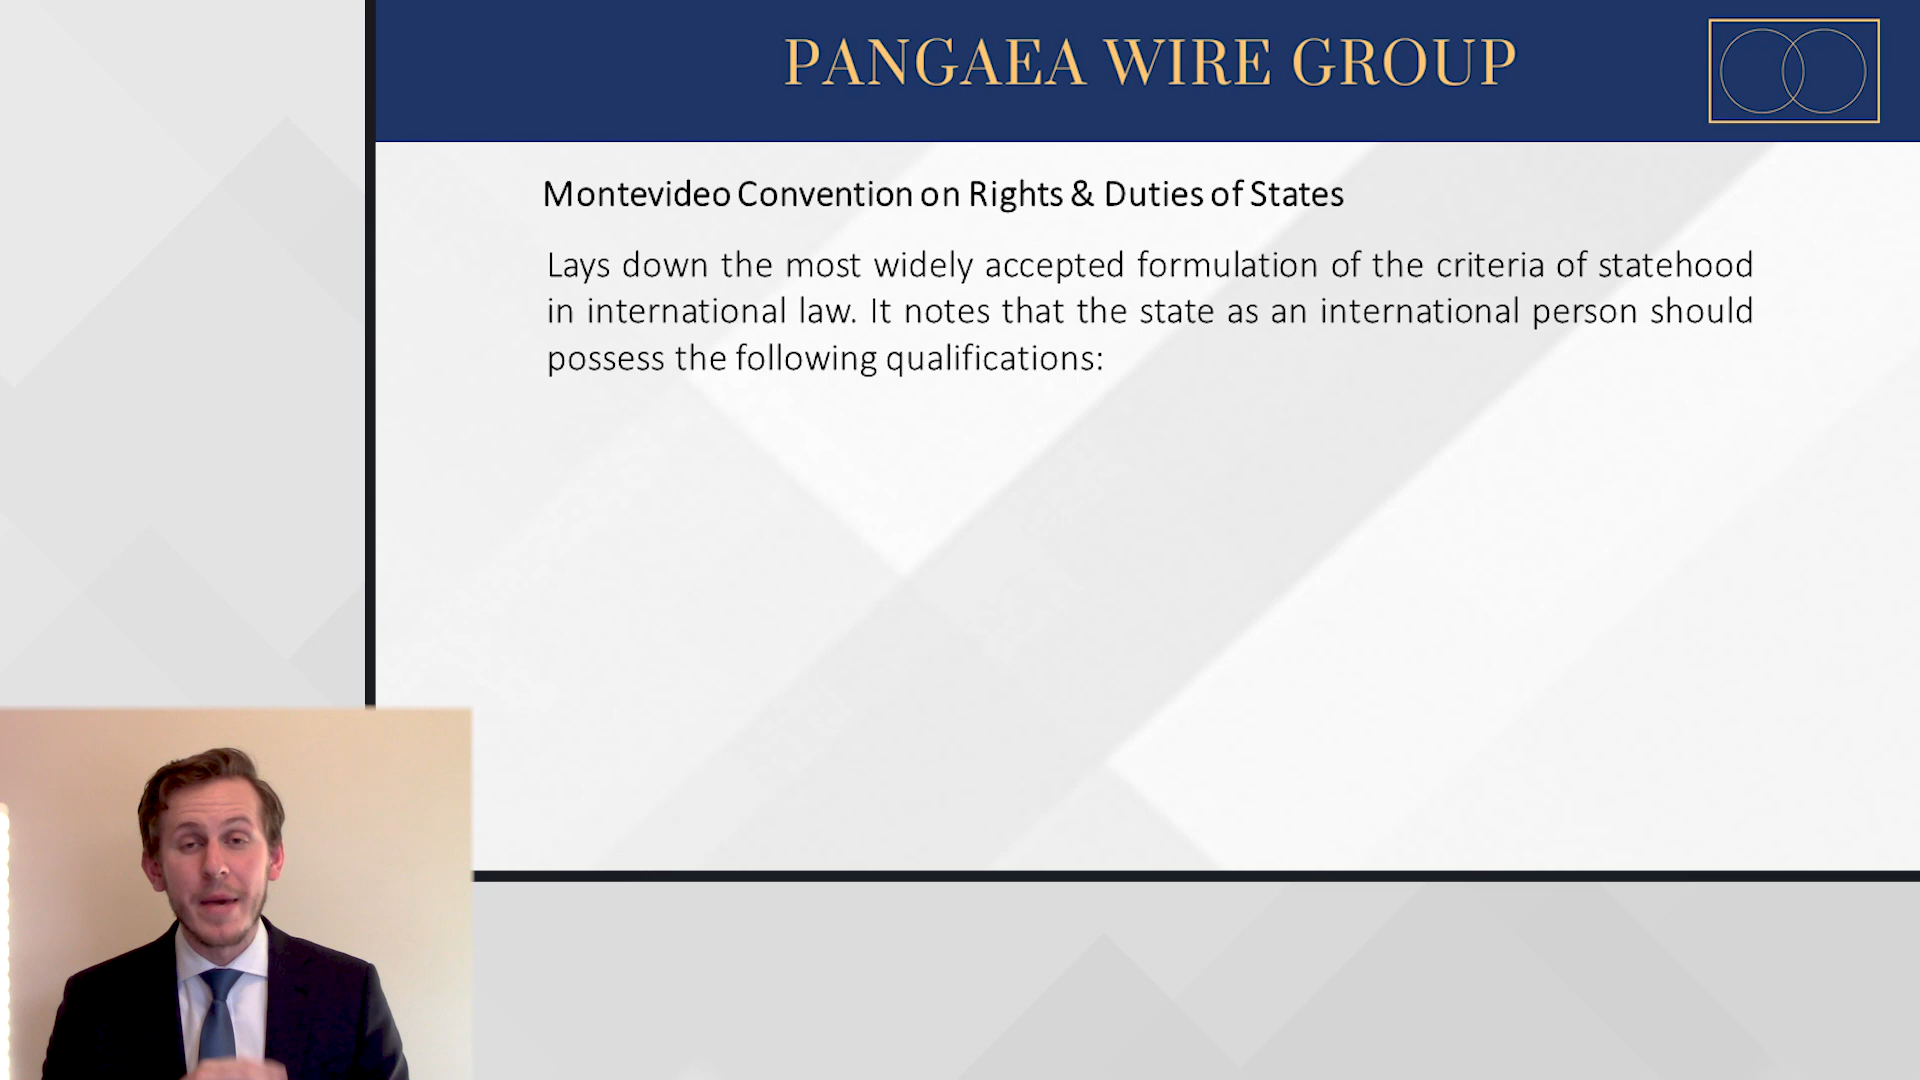 PANGAEA WIRE GROUP
Montevideo Convention on Rights & Duties of States
Lays down the most widely accepted formulation of the criteria of statehood
in international law. It notes that the state as an international person should
possess the following qualifications: